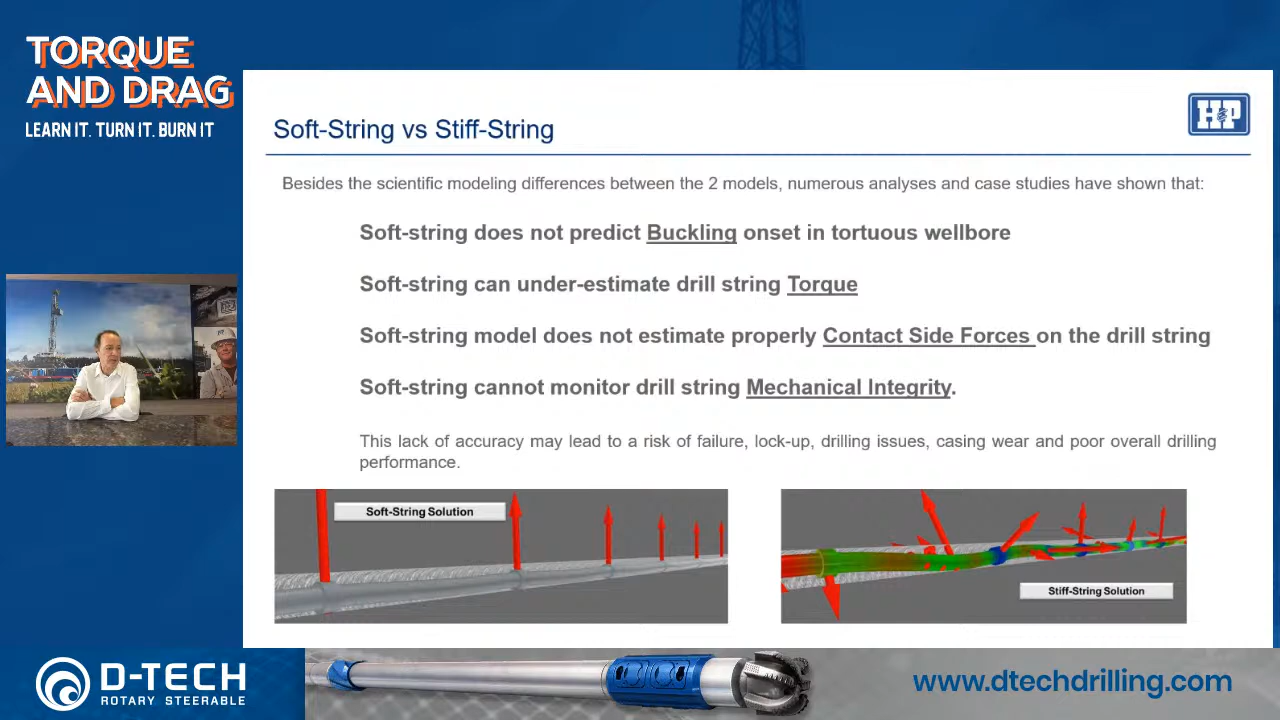 TORQUE
AND DRAG
LEARN IT. TURN IT. BURN IT
Soft-String vs Stiff-String
H&P
Besides the scientific modeling differences between the 2 models, numerous analyses and case studies have shown that:
Soft-string does not predict Buckling onset in tortuous wellbore
Soft-string can under-estimate drill string Torque
Soft-string model does not estimate properly Contact Side Forces on the drill string
Soft-string cannot monitor drill string Mechanical Integrity.
This lack of accuracy may lead to a risk of failure, lock-up, drilling issues, casing wear and poor overall drilling
performance.
Soft-String Solution
Stiff-String Solution
D-TECH
ROTARY STEERABLE
www.dtechdrilling.com